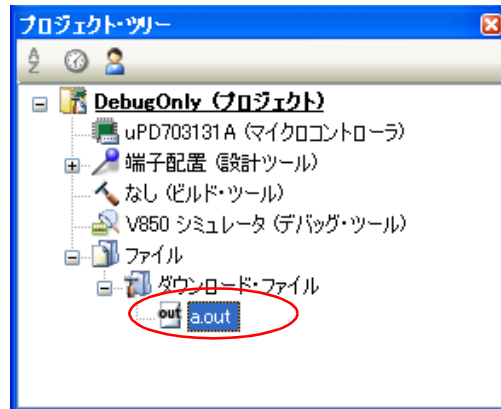 プロジェクト・ツリー
DebugOnly (プロジェクト)
uPD703131A (マイクロコントローラ)
端子配置 (設計ツール)
なし (ビルド・ツール)
V850 シミュレータ (デバッグ・ツール)
ファイル
ダウンロード・ファイル
out a.out